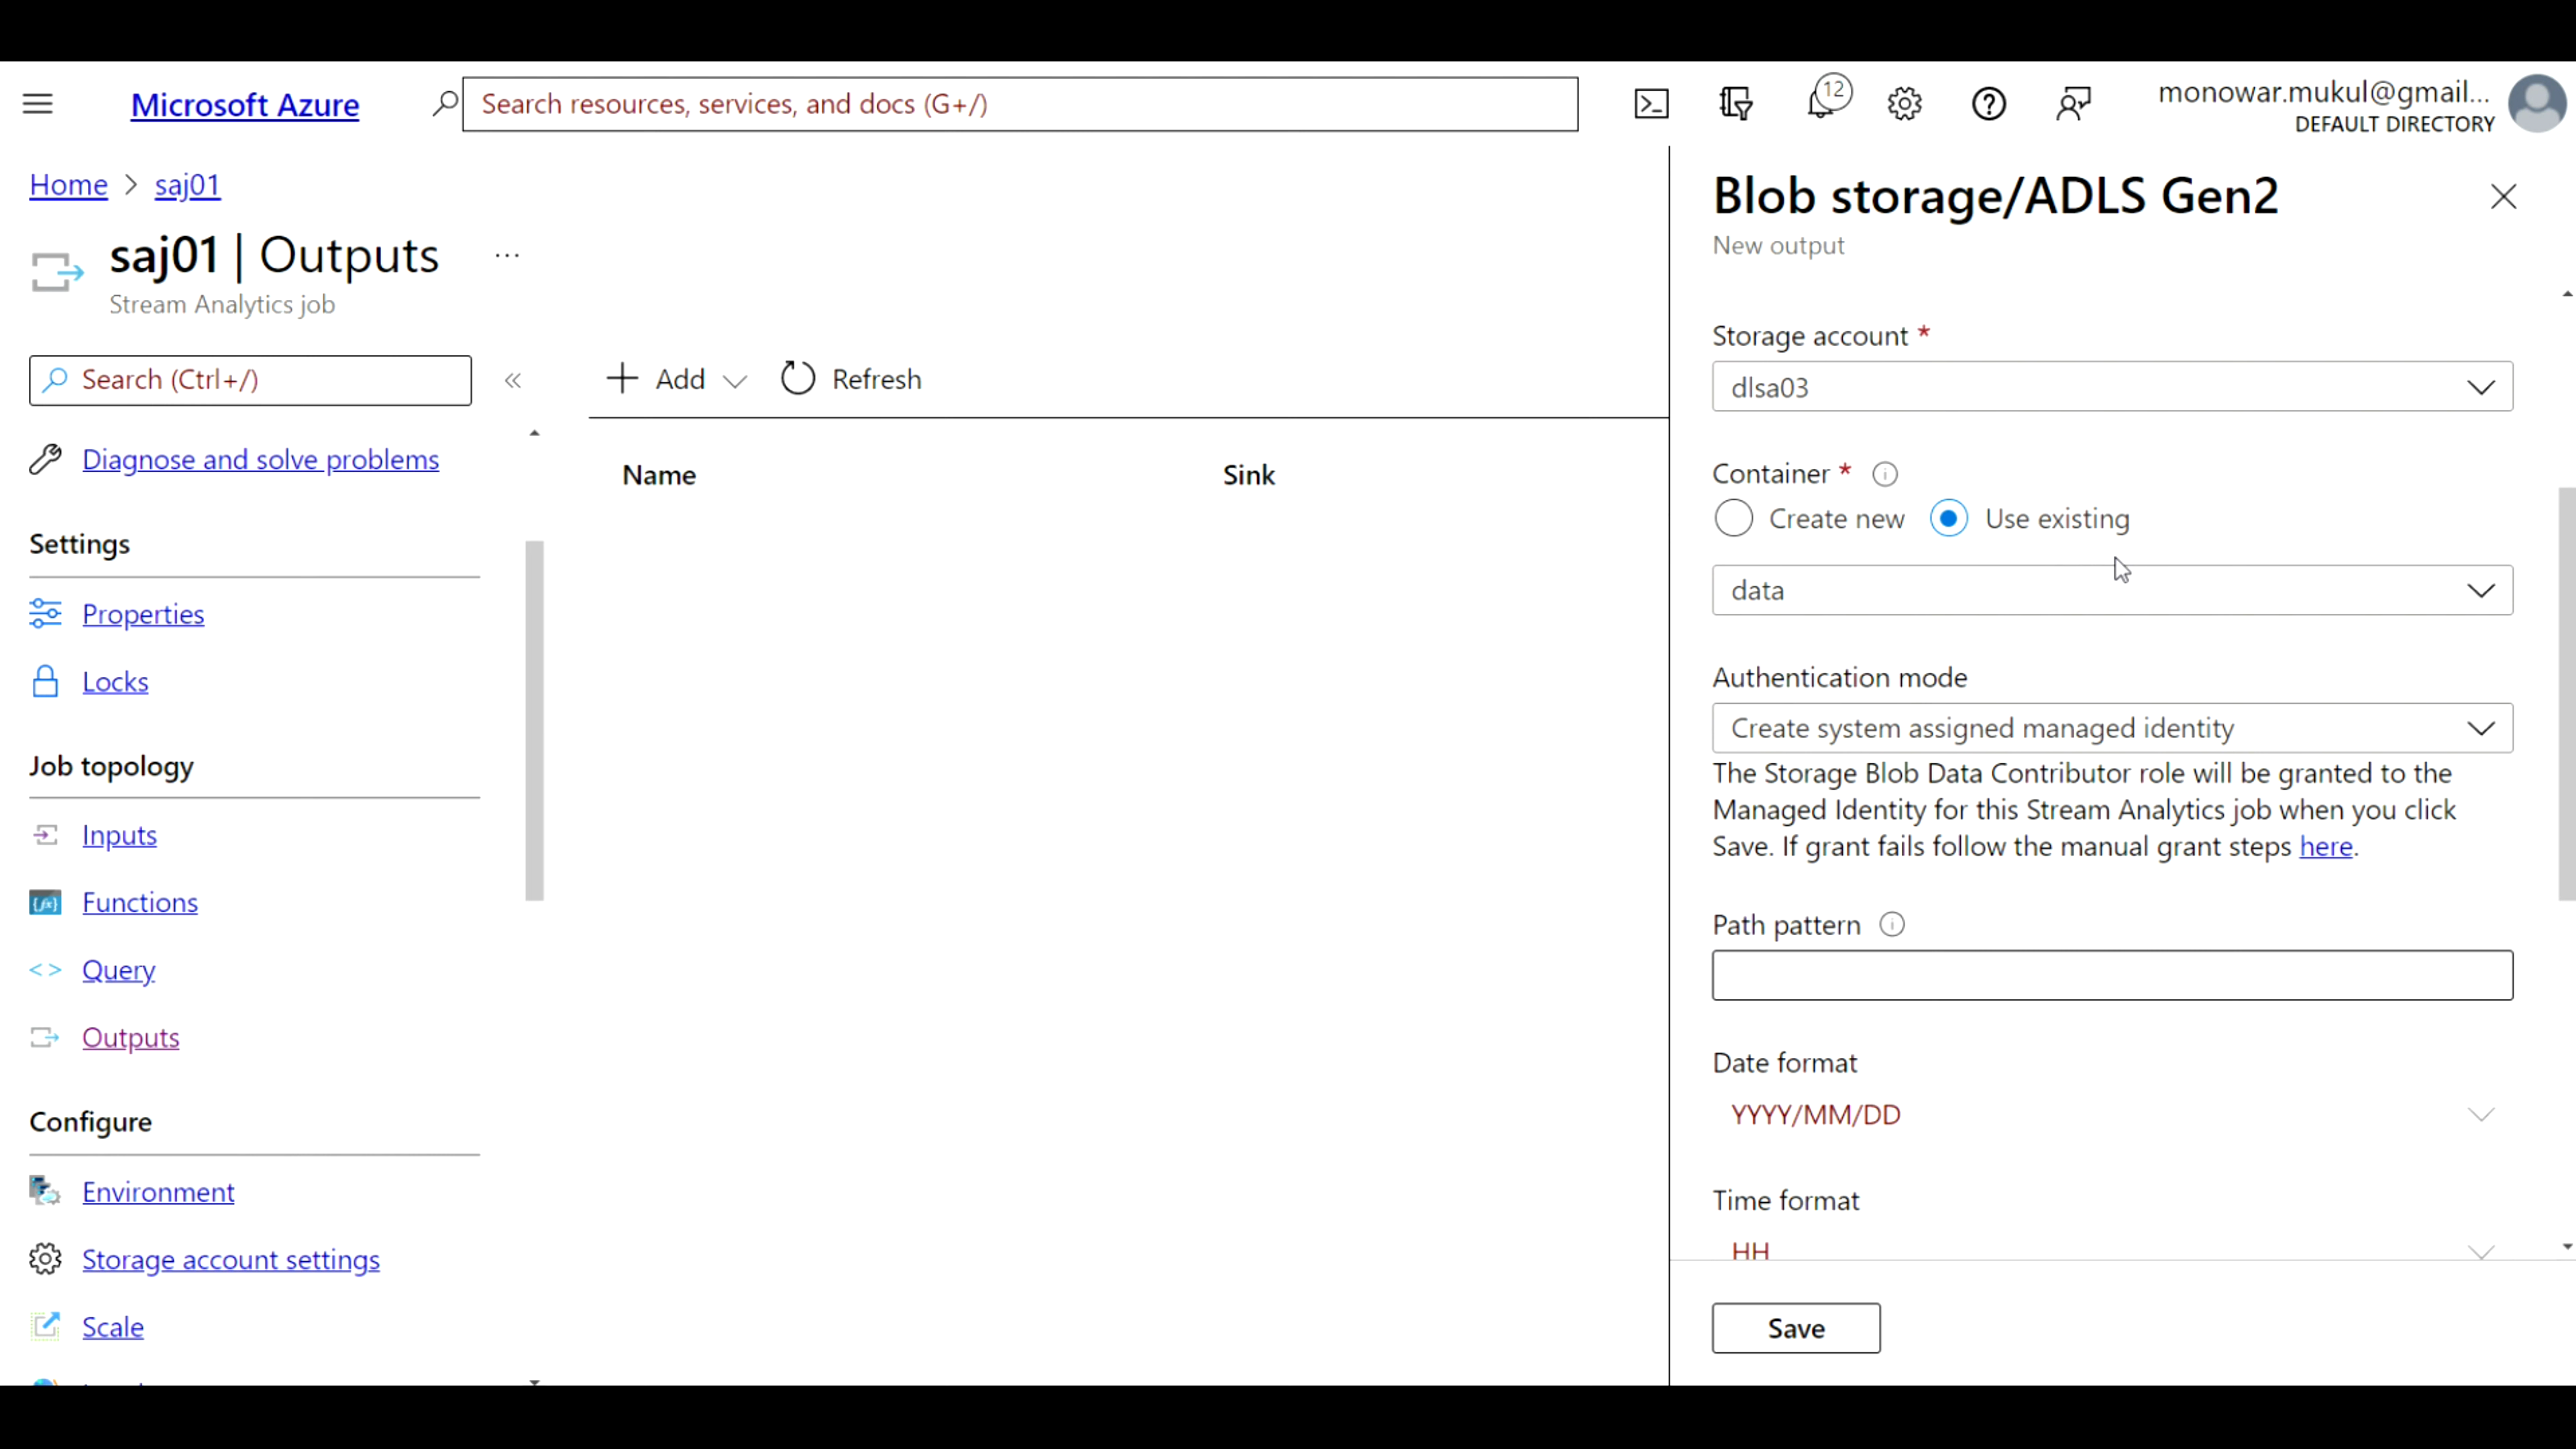 Microsoft Azure
Search resources, services, and docs (G+/)
12
monowar.mukul@gmail...
DEFAULT DIRECTORY
Home > saj01
saj01 | Outputs ...
Stream Analytics job
Search (Ctrl+/)
Diagnose and solve problems
Settings
Properties
Locks
Job topology
Inputs
Functions
Query
Outputs
Configure
Environment
Storage account settings
Scale
Add
Refresh
Name
Sink
Blob storage/ADLS Gen2
New output
Storage account *
dlsa03
Container *
Create new
Use existing
data
Authentication mode
Create system assigned managed identity
The Storage Blob Data Contributor role will be granted to the
Managed Identity for this Stream Analytics job when you click
Save. If grant fails follow the manual grant steps here.
Path pattern
Date format
YYYY/MM/DD
Time format
HH
Save